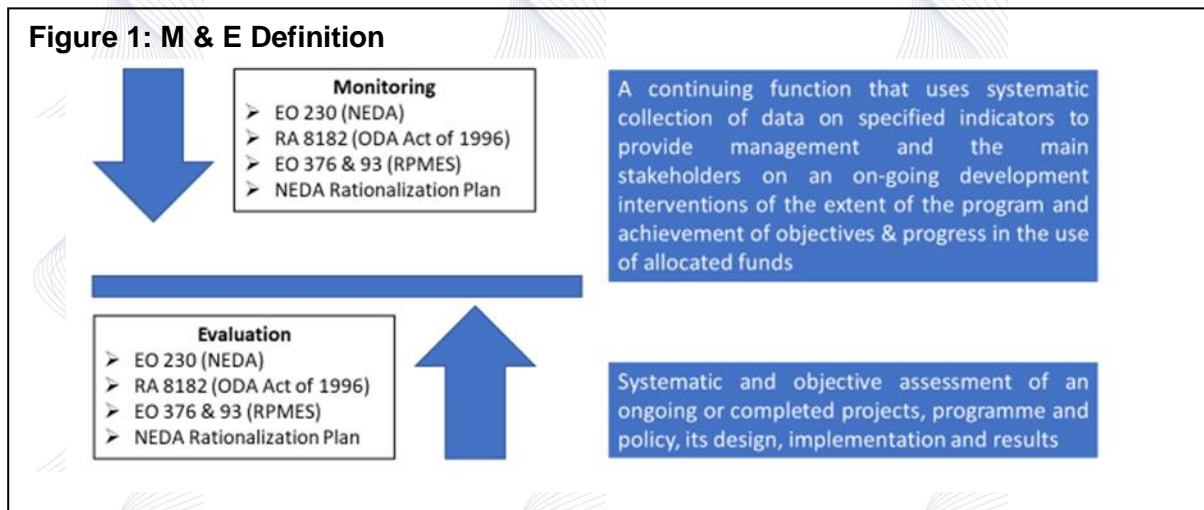 Figure 1: M & E Definition
Monitoring
➢ EO 230 (NEDA)
➢ RA 8182 (ODA Act of 1996)
➢ EO 376 & 93 (RPMES)
➢ NEDA Rationalization Plan
A continuing function that uses systematic
collection of data on specified indicators to
provide management and the main
stakeholders on an on-going development
interventions of the extent of the program and
achievement of objectives & progress in the use
of allocated funds
Evaluation
➢ EO 230 (NEDA)
➢ RA 8182 (ODA Act of 1996)
➢ EO 376 & 93 (RPMES)
➢ NEDA Rationalization Plan
Systematic and objective assessment of an
ongoing or completed projects, programme and
policy, its design, implementation and results